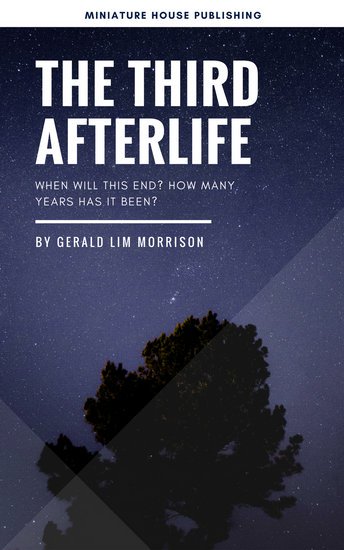 MINIATURE HOUSE PUBLISHING
THE THIRD
AFTERLIFE
WHEN WILL THIS END? HOW MANY
YEARS HAS IT BEEN?
BY GERALD LIM MORRISON